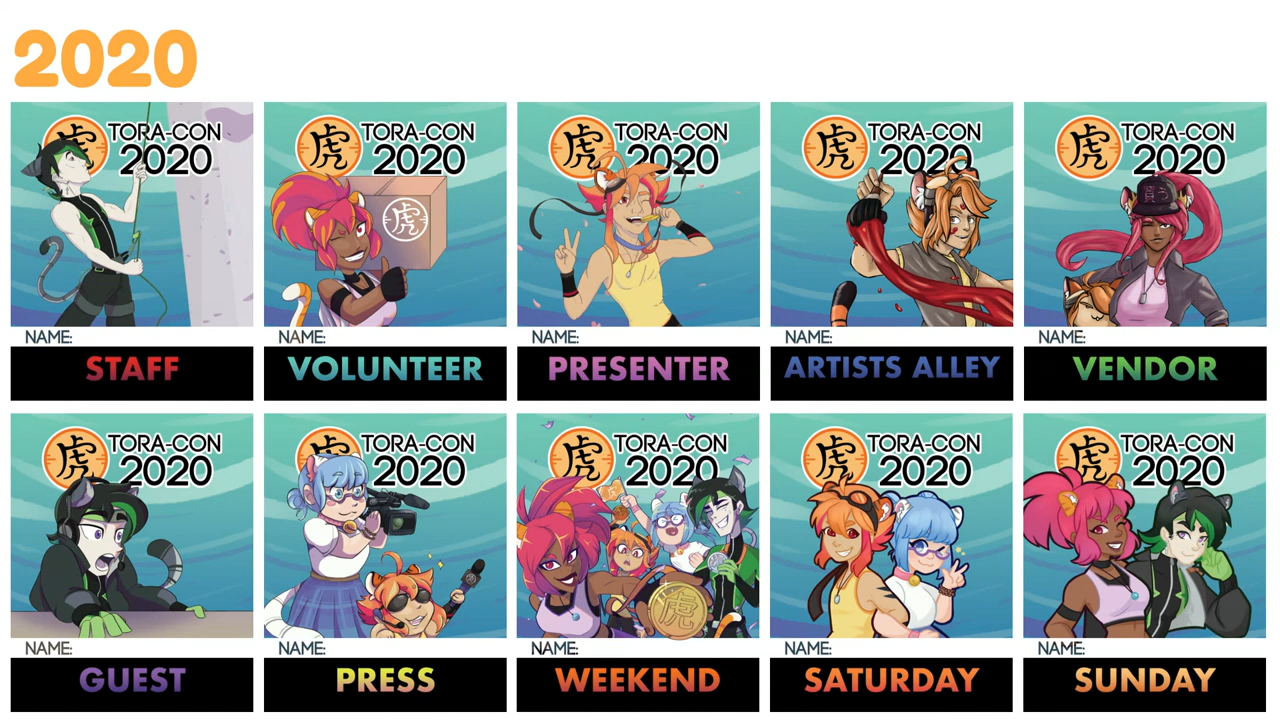 2020
虎 TORA-CON
2020
NAME:
STAFF
虎 TORA-CON
2020
虎
NAME:
VOLUNTEER
虎 TORA-CON
2020
NAME:
PRESENTER
虎 TORA-CON
2020
NAME:
ARTISTS ALLEY
虎 TORA-CON
2020
NAME:
VENDOR
虎 TORA-CON
2020
NAME:
GUEST
TORA-CON
2020
NAME:
PRESS
虎 TORA-CON
2020
虎
NAME:
WEEKEND
虎 TORA-CON
2020
NAME:
SATURDAY
虎 TORA-CON
2020
NAME:
SUNDAY